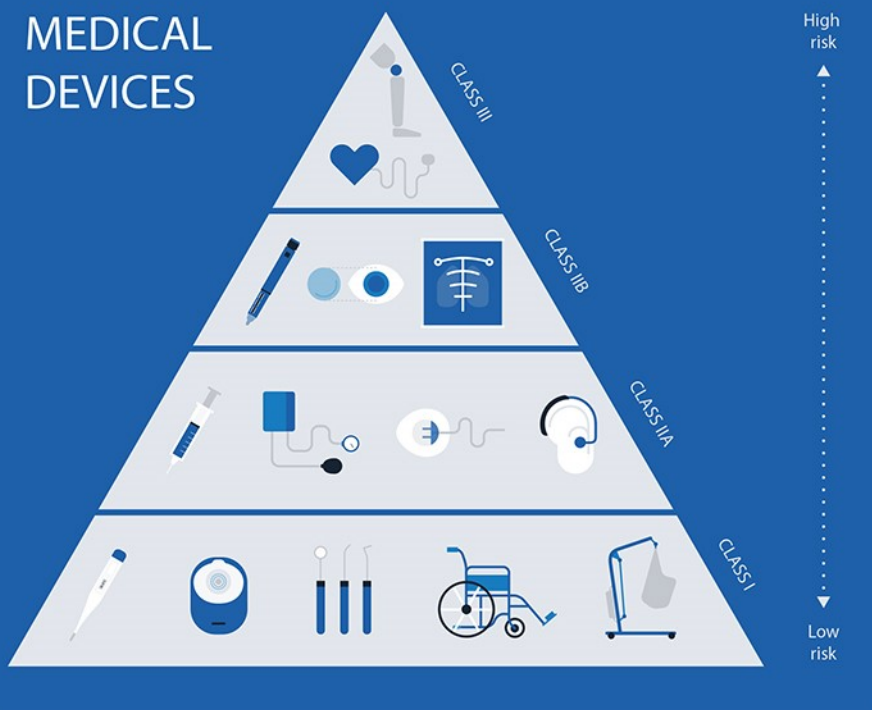 MEDICAL
DEVICES
High
risk
CLASS III
CLASS IIB
CLASS IIA
CLASS I
Low
risk